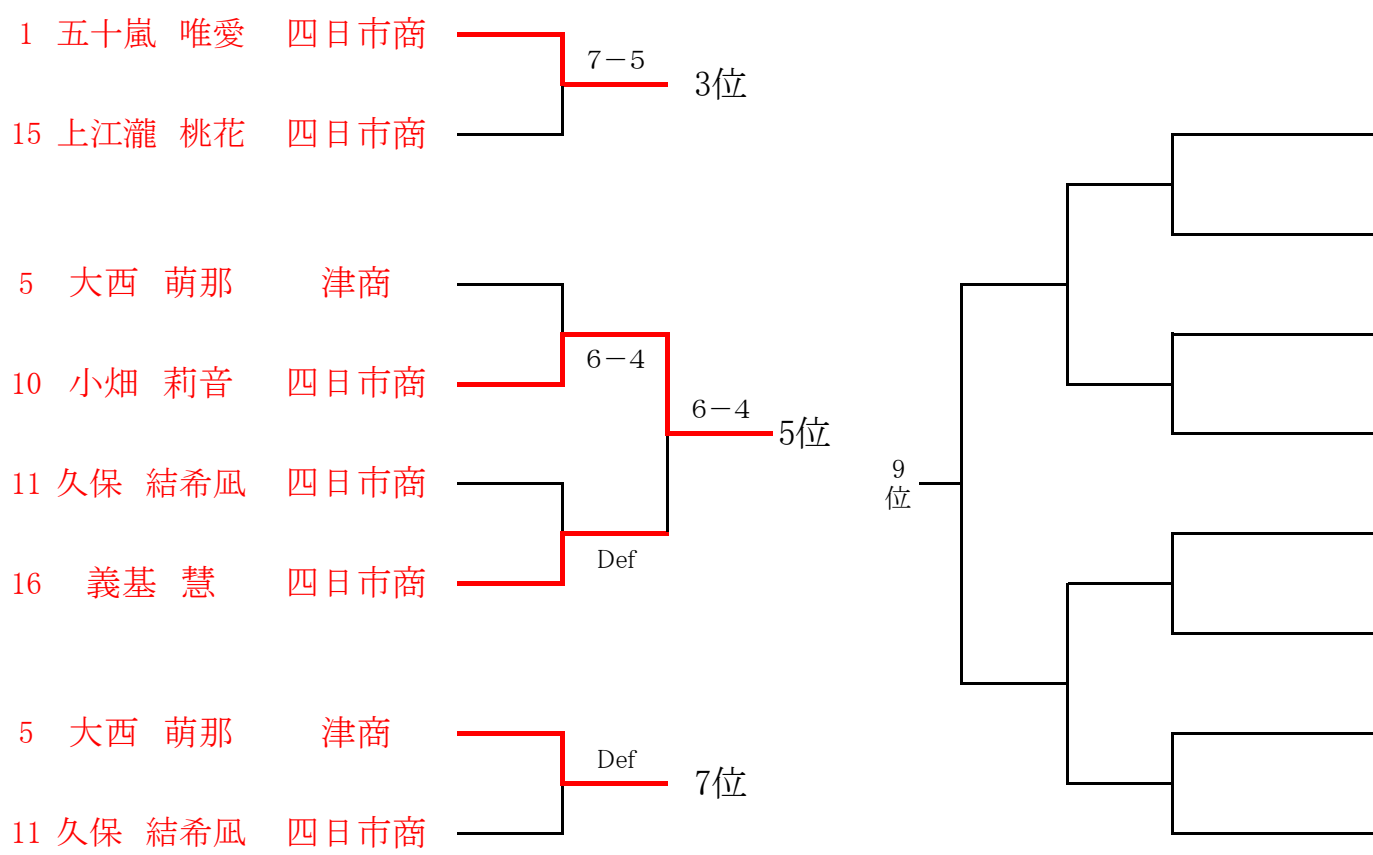 1 五十嵐 唯愛 四日市商
7－5
3位
15 上江瀧 桃花 四日市商
5 大西 萌那 津商
6－4
10 小畑 莉音 四日市商
6－4
5位
9位
11 久保 結希凪 四日市商
Def
16 義基 慧 四日市商
5 大西 萌那 津商
Def
7位
11 久保 結希凪 四日市商